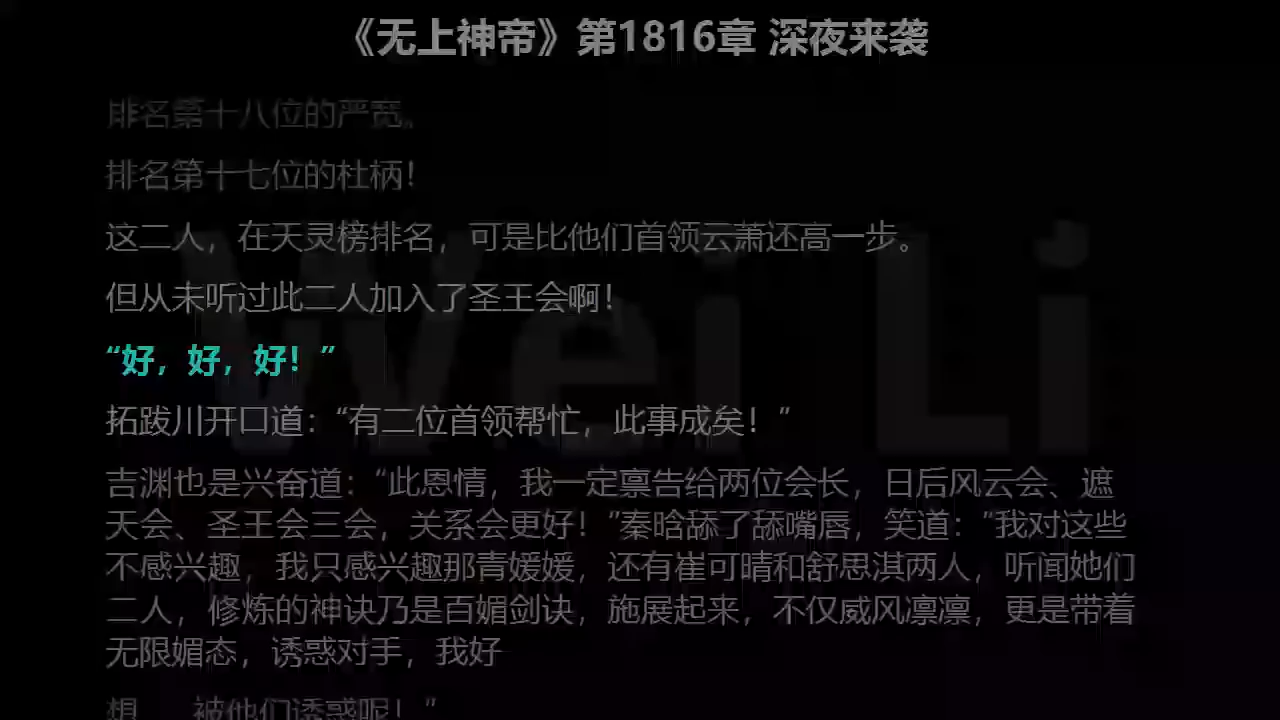 《无上神帝》第1816章 深夜来袭
排名第十八位的严宽。
排名第十七位的杜柄！
这二人，在天灵榜排名，可是比他们首领云萧还高一步。
但从未听过此二人加入了圣王会啊！
“好，好，好！”
拓跋川开口道：“有二位首领帮忙，此事成矣！”
吉渊也是兴奋道：“此恩情，我一定禀告给两位会长，日后风云会、遮
天会、圣王会三会，关系会更好！”秦晗舔了舔嘴唇，笑道：“我对这些
不感兴趣，我只感兴趣那青媛媛，还有崔可晴和舒思淇两人，听闻她们
二人，修炼的神诀乃是百媚剑诀，施展起来，不仅威风凛凛，更是带着
无限媚态，诱惑对手，我好
想 被他们诱惑呢！”
Wei Li